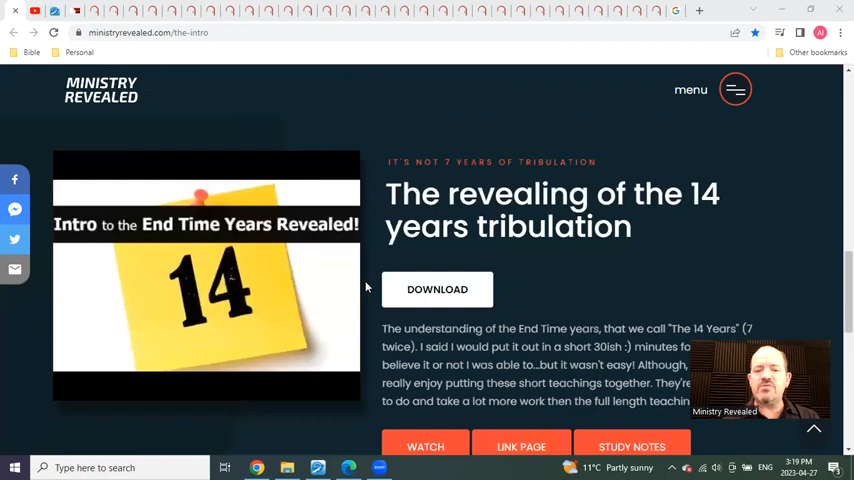 ministryrevealed.com/the-intro
AI
Bible
Personal
Other bookmarks
MINISTRY
REVEALED
menu
IT'S NOT 7 YEARS OF TRIBULATION
The revealing of the 14
years tribulation
Intro to the End Time Years Revealed!
14
DOWNLOAD
The understanding of the End Time years, that we call "The 14 Years" (7
twice). I said I would put it out in a short 30ish :) minutes fo
believe it or not I was able to...but it wasn't easy! Although,
really enjoy putting these short teachings together. They're
to do and take a lot more work then the full length teachin
Ministry Revealed
WATCH
LINK PAGE
STUDY NOTES
Type here to search
11°C Partly sunny
ENG
3:19 PM
2023-04-27